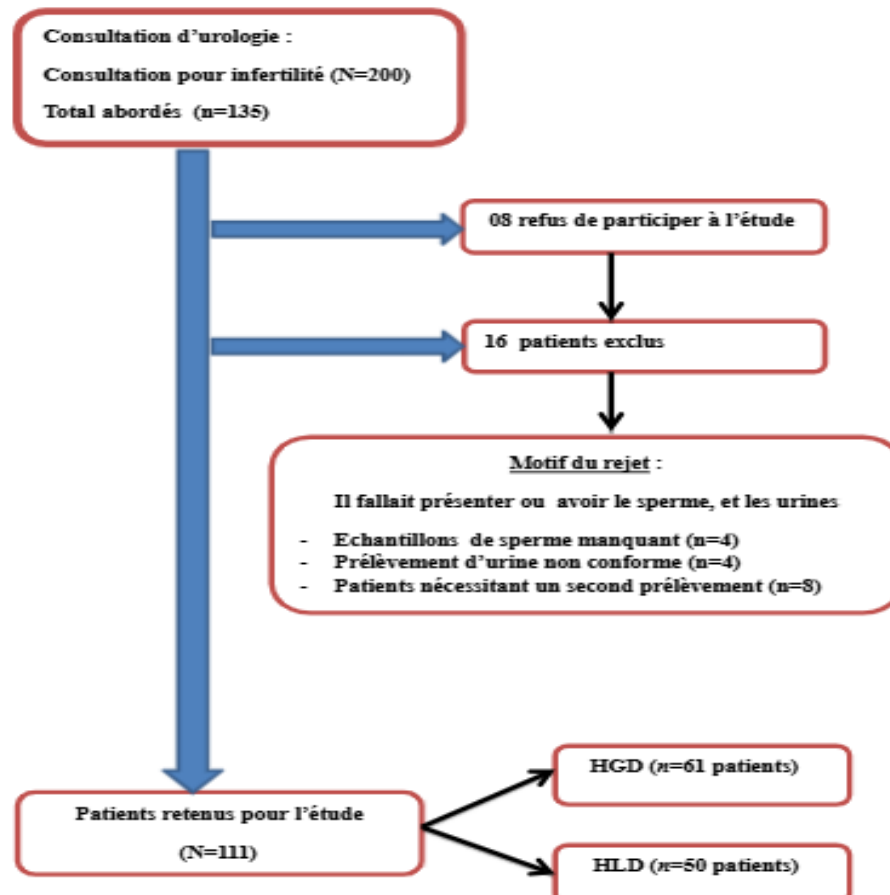 Consultation d'urologie :
Consultation pour infertilité (N=200)
Total abordés (n=135)
08 refus de participer à l'étude
16 patients exclus
Motif du rejet :
Il fallait présenter ou avoir le sperme, et les urines
- Echantillons de sperme manquant (n=4)
- Prélèvement d'urine non conforme (n=4)
- Patients nécessitant un second prélèvement (n=8)
Patients retenus pour l'étude
(N=111)
HGD (n=61 patients)
HLD (n=50 patients)